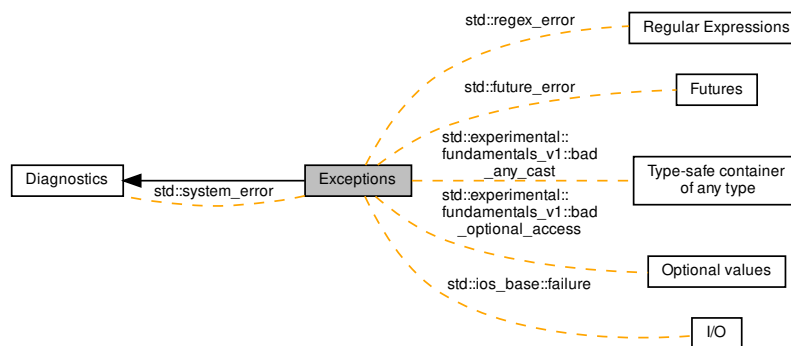 std::regex_error
Regular Expressions
std::future_error
Futures
std::experimental::
fundamentals_v1::bad
_any_cast
Type-safe container
of any type
Diagnostics
std::system_error
Exceptions
std::experimental::
fundamentals_v1::bad
_optional_access
Optional values
std::ios_base::failure
I/O